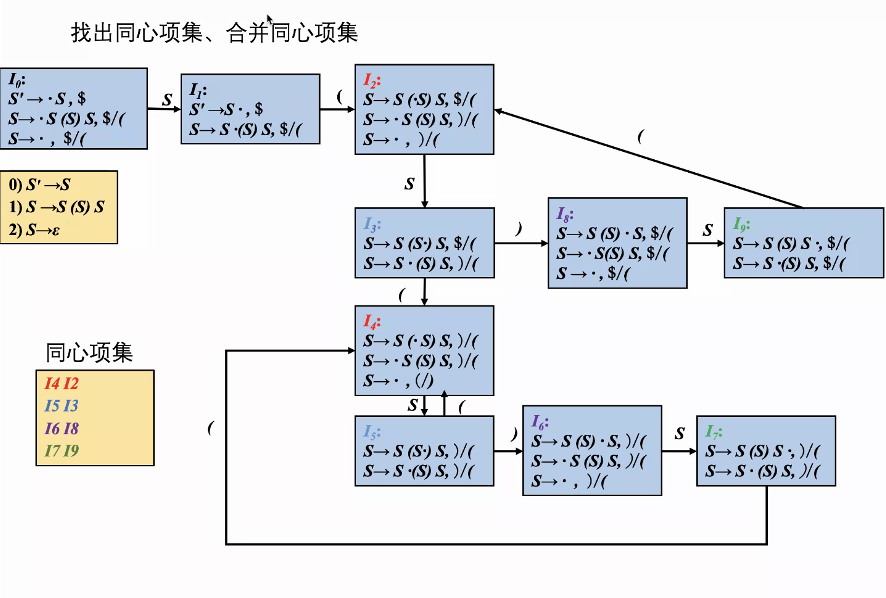 找出同心项集、合并同心项集
I0:
S' → · S , $
S→ · S (S) S, $/(
S→ · , $/(
S
I1:
S' →S · , $
S→ S ·(S) S, $/(
(
I2:
S→ S (·S) S, $/(
S→ · S (S) S, )/(
S→ · , )/(
(
0) S' →S
1) S →S (S) S
2) S→ε
S
I3:
S→ S (S·) S, $/(
S→ S · (S) S, )/(
)
I8:
S→ S (S) · S, $/(
S→ · S(S) S, $/(
S → · , $/(
S
I9:
S→ S (S) S ·, $/(
S→ S ·(S) S, $/(
(
I4:
S→ S (· S) S, )/(
S→ · S (S) S, )/(
S→ · , (/)
同心项集
I4 I2
I5 I3
I6 I8
I7 I9
(
S
(
I5:
S→ S (S·) S, )/(
S→ S ·(S) S, )/(
)
I6:
S→ S (S) · S, )/(
S→ · S (S) S, )/(
S→ · , )/(
S
I7:
S→ S (S) S ·, )/(
S→ S · (S) S, )/(